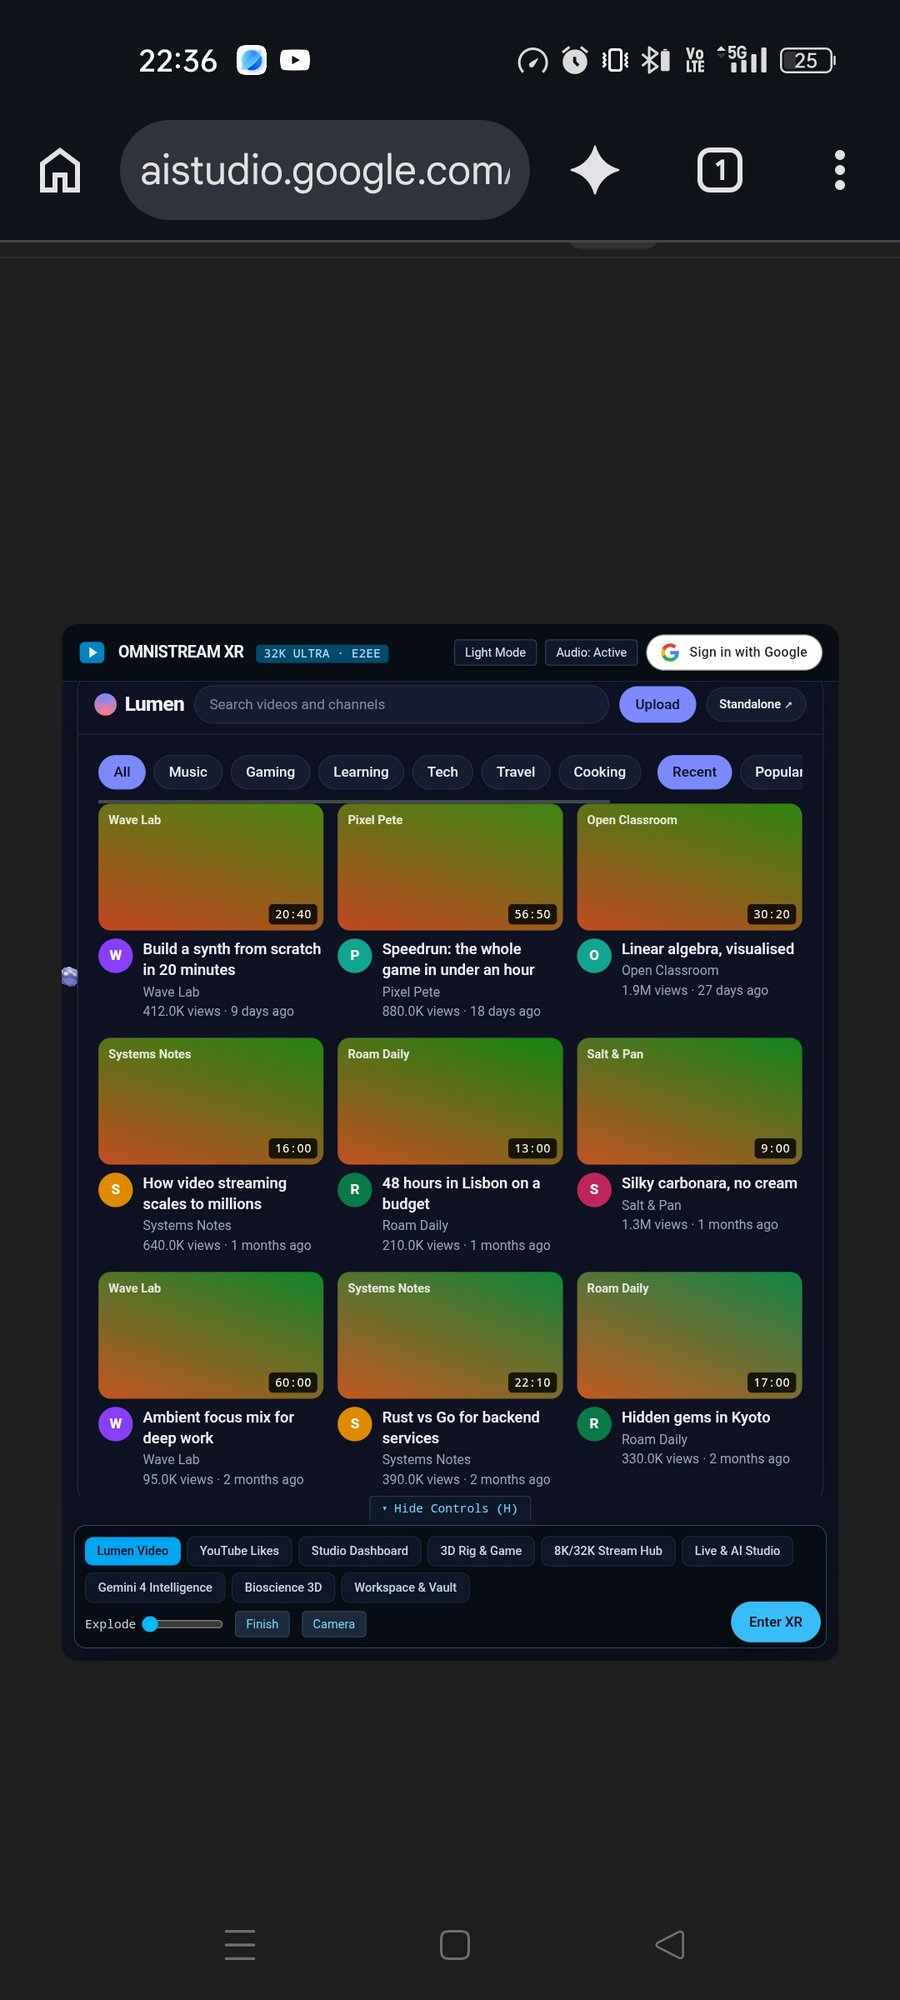 22:36
Vo
LTE
5G
25
aistudio.google.com/
1
OMNISTREAM XR
32K ULTRA · E2EE
Light Mode
Audio: Active
Sign in with Google
Lumen
Search videos and channels
Upload
Standalone ↗
All
Music
Gaming
Learning
Tech
Travel
Cooking
Recent
Popular
Wave Lab
20:40
Pixel Pete
56:50
Open Classroom
30:20
W
Build a synth from scratch
in 20 minutes
Wave Lab
412.0K views · 9 days ago
P
Speedrun: the whole
game in under an hour
Pixel Pete
880.0K views · 18 days ago
O
Linear algebra, visualised
Open Classroom
1.9M views · 27 days ago
Systems Notes
16:00
Roam Daily
13:00
Salt & Pan
9:00
S
How video streaming
scales to millions
Systems Notes
640.0K views · 1 months ago
R
48 hours in Lisbon on a
budget
Roam Daily
210.0K views · 1 months ago
S
Silky carbonara, no cream
Salt & Pan
1.3M views · 1 months ago
Wave Lab
60:00
Systems Notes
22:10
Roam Daily
17:00
W
Ambient focus mix for
deep work
Wave Lab
95.0K views · 2 months ago
S
Rust vs Go for backend
services
Systems Notes
390.0K views · 2 months ago
R
Hidden gems in Kyoto
Roam Daily
330.0K views · 2 months ago
▾ Hide Controls (H)
Lumen Video
YouTube Likes
Studio Dashboard
3D Rig & Game
8K/32K Stream Hub
Live & AI Studio
Gemini 4 Intelligence
Bioscience 3D
Workspace & Vault
Explode
Finish
Camera
Enter XR